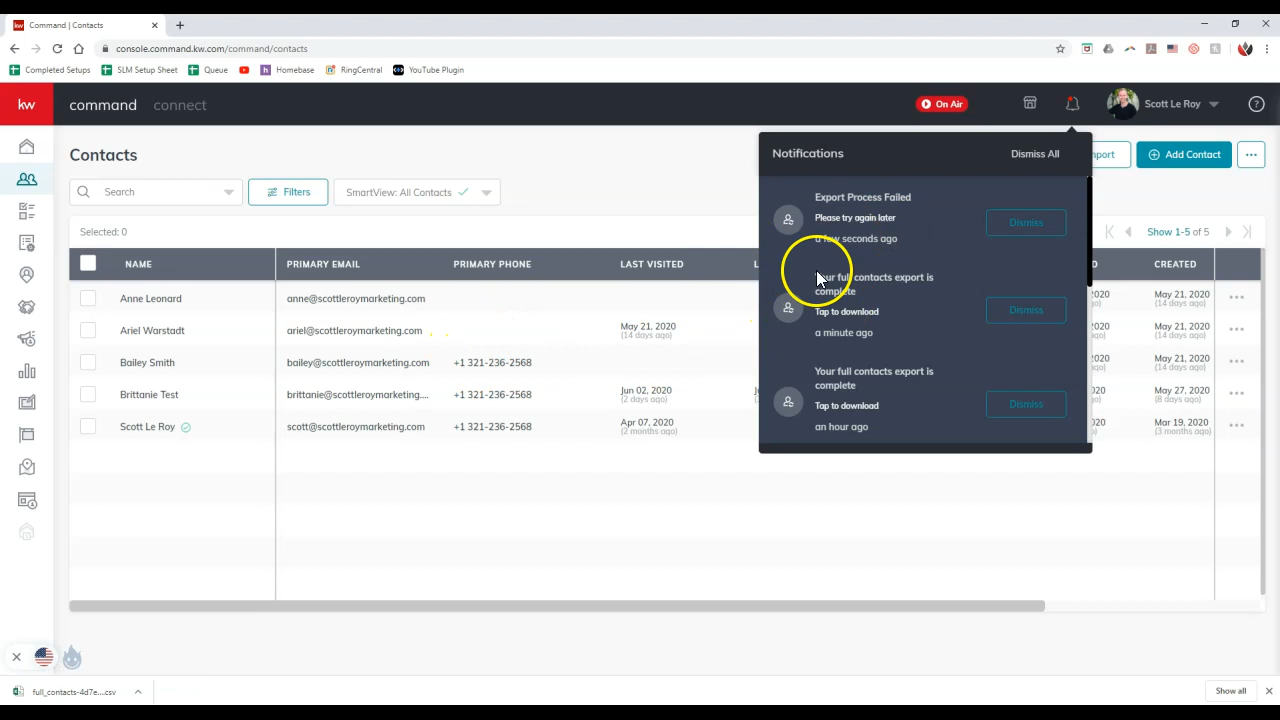 Command | Contacts
console.command.kw.com/command/contacts
Completed Setups SLM Setup Sheet Queue Homebase RingCentral YouTube Plugin
kw command connect On Air Scott Le Roy
Contacts
Add Contact
Search Filters SmartView: All Contacts
Selected: 0
Show 1-5 of 5
NAME PRIMARY EMAIL PRIMARY PHONE LAST VISITED CREATED
Anne Leonard anne@scottleroymarketing.com May 21, 2020
(14 days ago)
Ariel Warstadt ariel@scottleroymarketing.com May 21, 2020 May 21, 2020
(14 days ago) (14 days ago)
Bailey Smith bailey@scottleroymarketing.com +1 321-236-2568 May 21, 2020
(14 days ago)
Brittanie Test brittanie@scottleroymarketing.... +1 321-236-2568 Jun 02, 2020 May 27, 2020
(2 days ago) (8 days ago)
Scott Le Roy scott@scottleroymarketing.com +1 321-236-2568 Apr 07, 2020 Mar 19, 2020
(2 months ago) (3 months ago)
Notifications Dismiss All
Export Process Failed
Please try again later
Dismiss
a few seconds ago
Your full contacts export is
complete
Tap to download
Dismiss
a minute ago
Your full contacts export is
complete
Tap to download
Dismiss
an hour ago
full_contacts-4d7e....csv
Show all